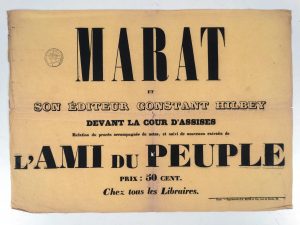 MARAT
ET
SON ÉDITEUR CONSTANT HILBEY
DEVANT LA COUR D'ASSISES
Relation du procès accompagnée de notes, et suivi de nouveaux extraits de
L'AMI DU PEUPLE
PRIX : 50 CENT.
Chez tous les Libraires.